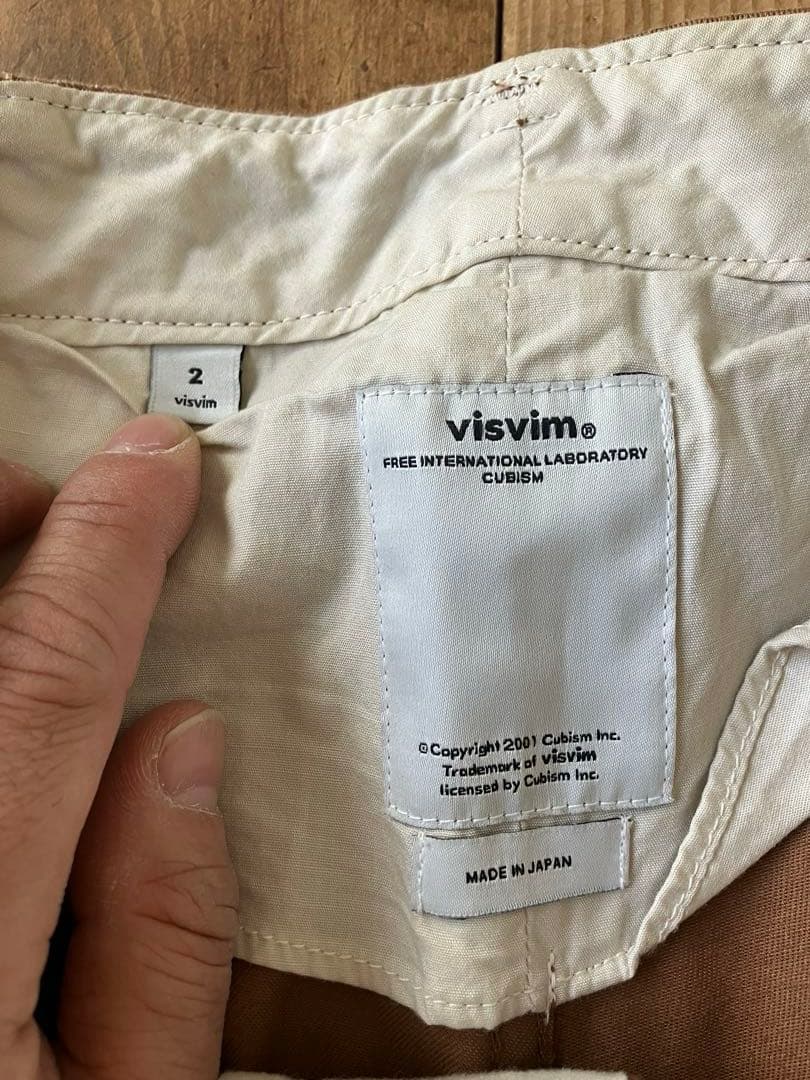 2
visvim
visvim®
FREE INTERNATIONAL LABORATORY
CUBISM
©Copyright 2001 Cubism Inc.
Trademark of visvim
licensed by Cubism Inc.
MADE IN JAPAN